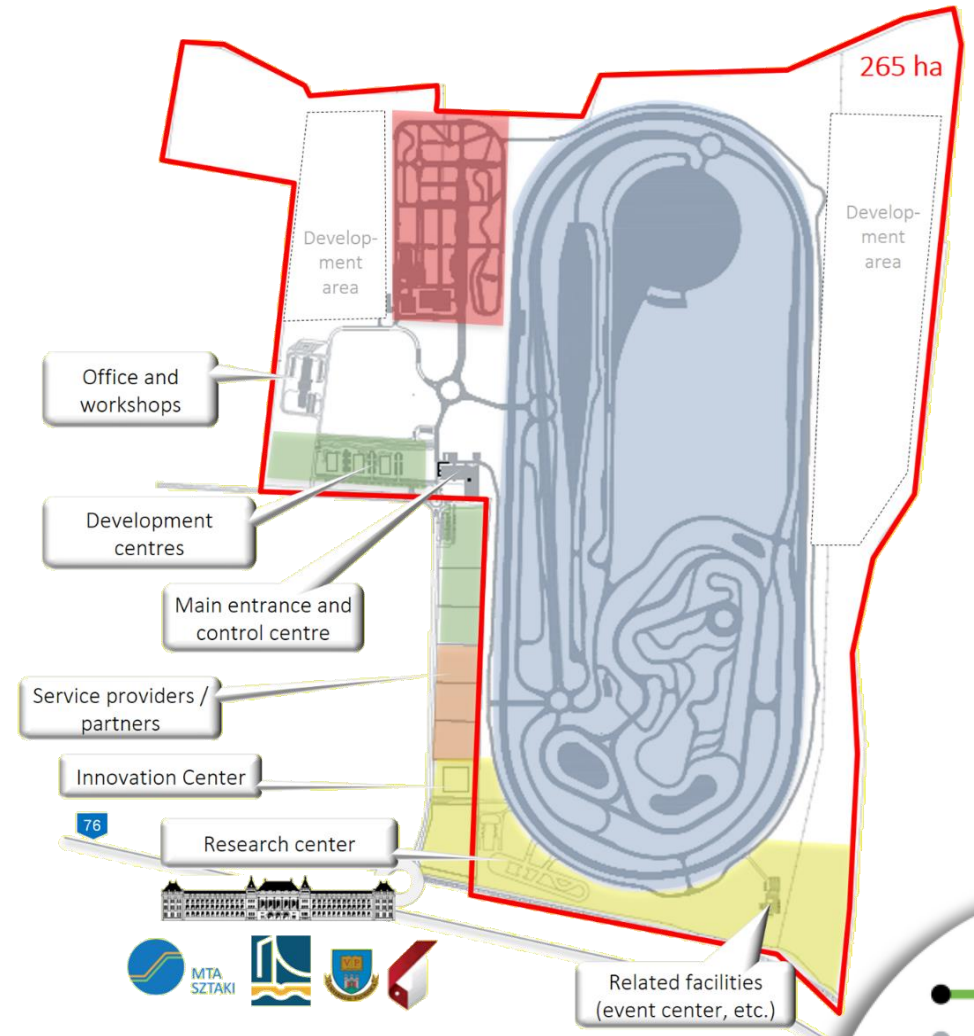 265 ha
Develop-
ment
area
Develop-
ment
area
Office and
workshops
Development
centres
Main entrance and
control centre
Service providers /
partners
Innovation Center
76
Research center
MTA
SZTAKI
Related facilities
(event center, etc.)